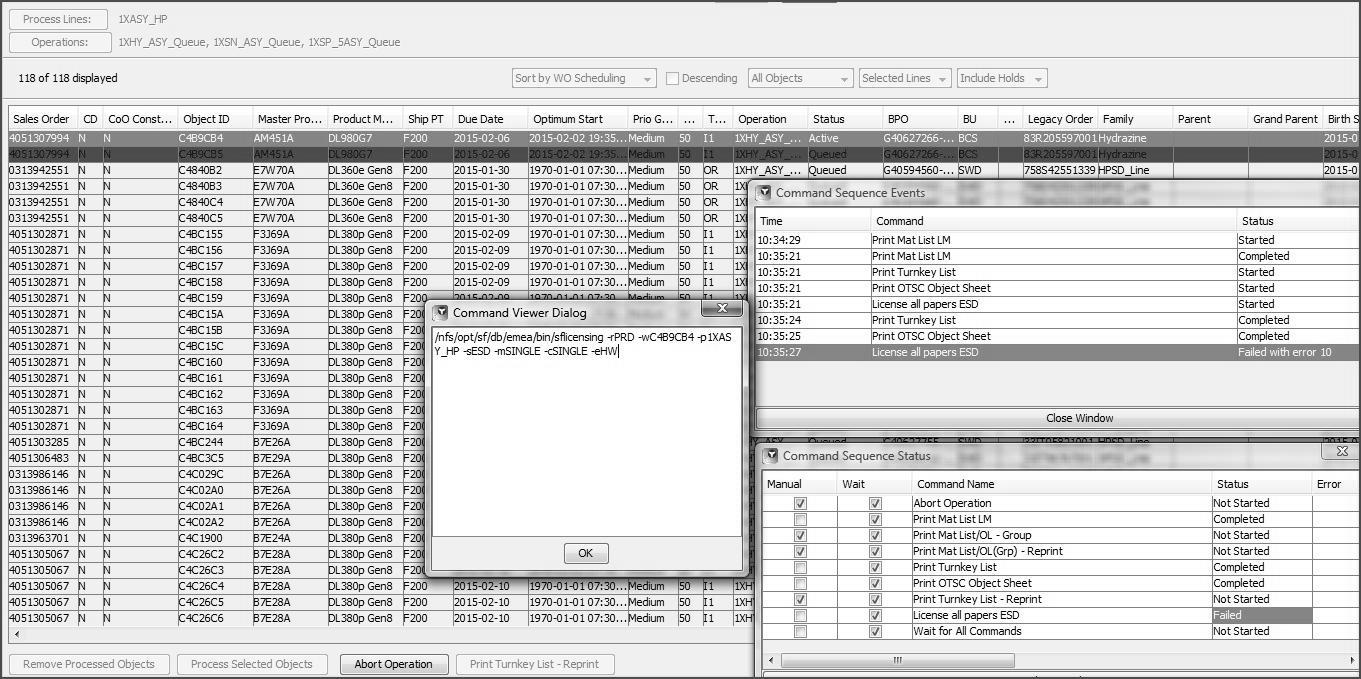 Process Lines: 1XASY_HP
Operations: 1XHY_ASY_Queue, 1XSN_ASY_Queue, 1XSP_5ASY_Queue
118 of 118 displayed Sort by WO Scheduling Descending All Objects Selected Lines Include Holds
Sales Order CD CoO Const... Object ID Master Pro... Product M... Ship PT Due Date Optimum Start Prio G... ... T... Operation Status BPO BU ... Legacy Order Family Parent Grand Parent Birth S
4051307994 N N C4B9CB4 AM451A DL980G7 F200 2015-02-06 2015-02-02 19:35... Medium 50 I1 1XHY_ASY_... Active G40627266-... BCS 83R205597001 Hydrazine 2015-0
4051307994 N N C4B9CB5 AM451A DL980G7 F200 2015-02-06 2015-02-02 19:35... Medium 50 I1 1XHY_ASY_... Queued G40627266-... BCS 83R205597001 Hydrazine 2015-0
0313942551 N N C4840B2 E7W70A DL360e Gen8 F200 2015-01-30 1970-01-01 07:30... Medium 50 OR 1XHY_ASY_... Queued G40594560-... SWD 758S42551339 HPSD_Line 2015-0
0313942551 N N C4840B3 E7W70A DL360e Gen8 F200 2015-01-30 1970-01-01 07:30... Medium 50 OR
0313942551 N N C4840C4 E7W70A DL360e Gen8 F200 2015-01-30 1970-01-01 07:30... Medium 50 OR
0313942551 N N C4840C5 E7W70A DL360e Gen8 F200 2015-01-30 1970-01-01 07:30... Medium 50 OR
4051302871 N N C4BC155 F3J69A DL380p Gen8 F200 2015-02-09 1970-01-01 07:30... Medium 50 I1
4051302871 N N C4BC156 F3J69A DL380p Gen8 F200 2015-02-09 1970-01-01 07:30... Medium 50 I1
4051302871 N N C4BC157 F3J69A DL380p Gen8 F200 2015-02-09 1970-01-01 07:30... Medium 50 I1
4051302871 N N C4BC158 F3J69A DL380p Gen8 F200 2015-02-09 1970-01-01 07:30... Medium 50 I1
4051302871 N N C4BC159 F3J69A DL380p Gen8 F200 2015-02-09 1970-01-01 07:30... Medium 50 I1
4051302871 N N C4BC15A F3J69A DL380p Gen8 F200
4051302871 N N C4BC15B F3J69A DL380p Gen8 F200
4051302871 N N C4BC15C F3J69A DL380p Gen8 F200
4051302871 N N C4BC160 F3J69A DL380p Gen8 F200
4051302871 N N C4BC161 F3J69A DL380p Gen8 F200
4051302871 N N C4BC162 F3J69A DL380p Gen8 F200
4051302871 N N C4BC163 F3J69A DL380p Gen8 F200
4051302871 N N C4BC164 F3J69A DL380p Gen8 F200
4051303285 N N C4BC244 B7E26A DL380p Gen8 F200
4051306483 N N C4BC3C5 B7E29A DL380p Gen8 F200
0313986146 N N C4C029C B7E26A DL380p Gen8 F200
0313986146 N N C4C02A0 B7E26A DL380p Gen8 F200
0313986146 N N C4C02A1 B7E26A DL380p Gen8 F200
0313986146 N N C4C02A2 B7E26A DL380p Gen8 F200
0313963701 N N C4C1900 B7E24A DL380p Gen8 F200
4051305067 N N C4C26C2 B7E28A DL380p Gen8 F200
4051305067 N N C4C26C3 B7E28A DL380p Gen8 F200
4051305067 N N C4C26C4 B7E28A DL380p Gen8 F200 2015-02-10 1970-01-01 07:30... Medium 50 I1 1XH
4051305067 N N C4C26C5 B7E28A DL380p Gen8 F200 2015-02-10 1970-01-01 07:30... Medium 50 I1 1XH
4051305067 N N C4C26C6 B7E28A DL380p Gen8 F200 2015-02-10 1970-01-01 07:30... Medium 50 I1 1XH
Remove Processed Objects Process Selected Objects Abort Operation Print Turnkey List - Reprint
Command Viewer Dialog
/nfs/opt/sf/db/emea/bin/sflicensing -rPRD -wC4B9CB4 -p1XAS
Y_HP -sESD -mSINGLE -cSINGLE -eHW
OK
Command Sequence Events
Time Command Status
10:34:29 Print Mat List LM Started
10:35:21 Print Mat List LM Completed
10:35:21 Print Turnkey List Started
10:35:21 Print OTSC Object Sheet Started
10:35:21 License all papers ESD Started
10:35:24 Print Turnkey List Completed
10:35:25 Print OTSC Object Sheet Completed
10:35:27 License all papers ESD Failed with error 10
Close Window
Command Sequence Status
Manual Wait Command Name Status Error
Abort Operation Not Started
Print Mat List LM Completed
Print Mat List/OL - Group Not Started
Print Mat List/OL(Grp) - Reprint Not Started
Print Turnkey List Completed
Print OTSC Object Sheet Completed
Print Turnkey List - Reprint Not Started
License all papers ESD Failed
Wait for All Commands Not Started